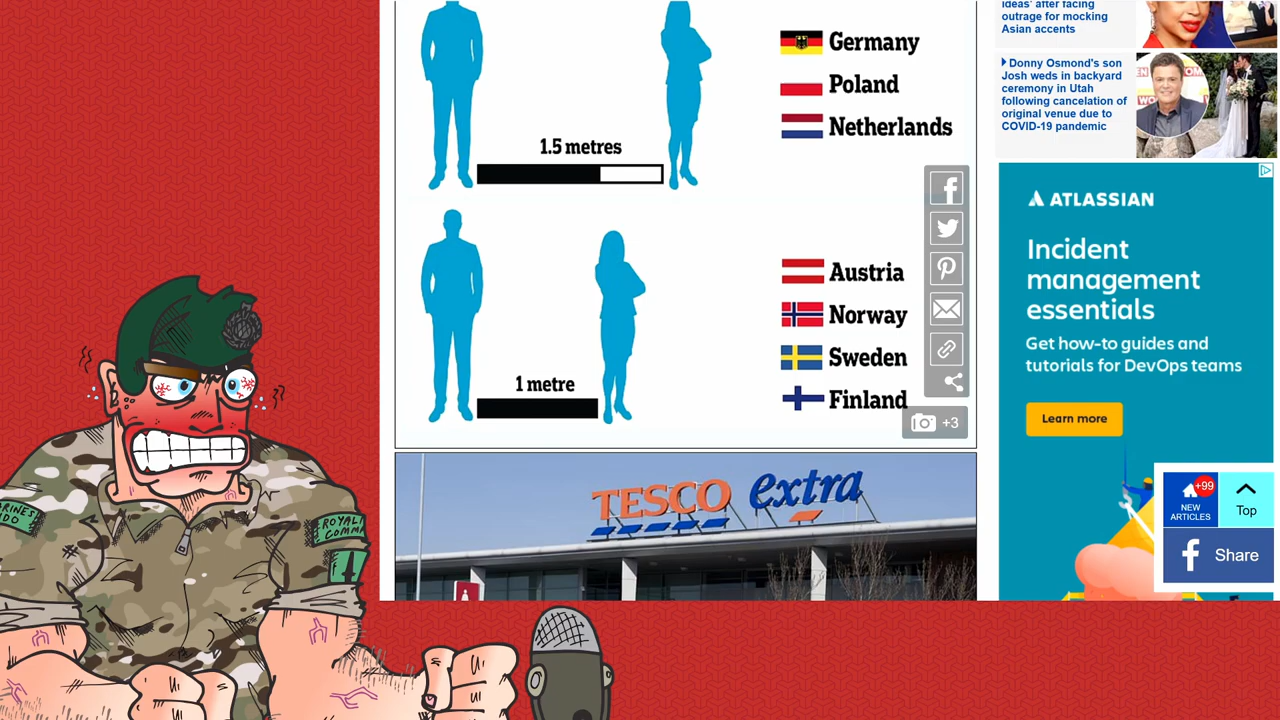 ideas' after facing
outrage for mocking
Asian accents
Donny Osmond's son
Josh weds in backyard
ceremony in Utah
following cancelation of
original venue due to
COVID-19 pandemic
Germany
Poland
Netherlands
1.5 metres
Austria
Norway
Sweden
Finland
1 metre
+3
TESCO extra
ATLASSIAN
Incident
management
essentials
Get how-to guides and
tutorials for DevOps teams
Learn more
+99
NEW
ARTICLES
Top
Share
ROYAL
COMMA